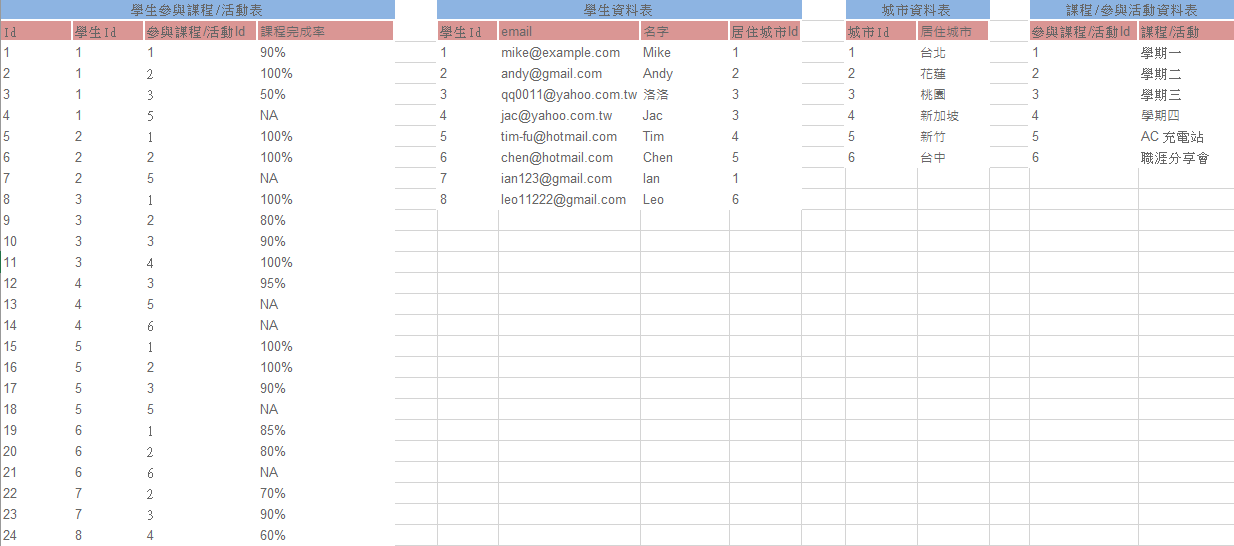 學生參與課程/活動表 學生資料表 城市資料表 課程/參與活動資料表
Id 學生Id 參與課程/活動Id 課程完成率 學生Id email 名字 居住城市Id 城市Id 居住城市 參與課程/活動Id 課程/活動
1 1 1 90% 1 mike@example.com Mike 1 1 台北 1 學期一
2 1 2 100% 2 andy@gmail.com Andy 2 2 花蓮 2 學期二
3 1 3 50% 3 qq0011@yahoo.com.tw 洛洛 3 3 桃園 3 學期三
4 1 5 NA 4 jac@yahoo.com.tw Jac 3 4 新加坡 4 學期四
5 2 1 100% 5 tim-fu@hotmail.com Tim 4 5 新竹 5 AC 充電站
6 2 2 100% 6 chen@hotmail.com Chen 5 6 台中 6 職涯分享會
7 2 5 NA 7 ian123@gmail.com Ian 1
8 3 1 100% 8 leo11222@gmail.com Leo 6
9 3 2 80%
10 3 3 90%
11 3 4 100%
12 4 3 95%
13 4 5 NA
14 4 6 NA
15 5 1 100%
16 5 2 100%
17 5 3 90%
18 5 5 NA
19 6 1 85%
20 6 2 80%
21 6 6 NA
22 7 2 70%
23 7 3 90%
24 8 4 60%